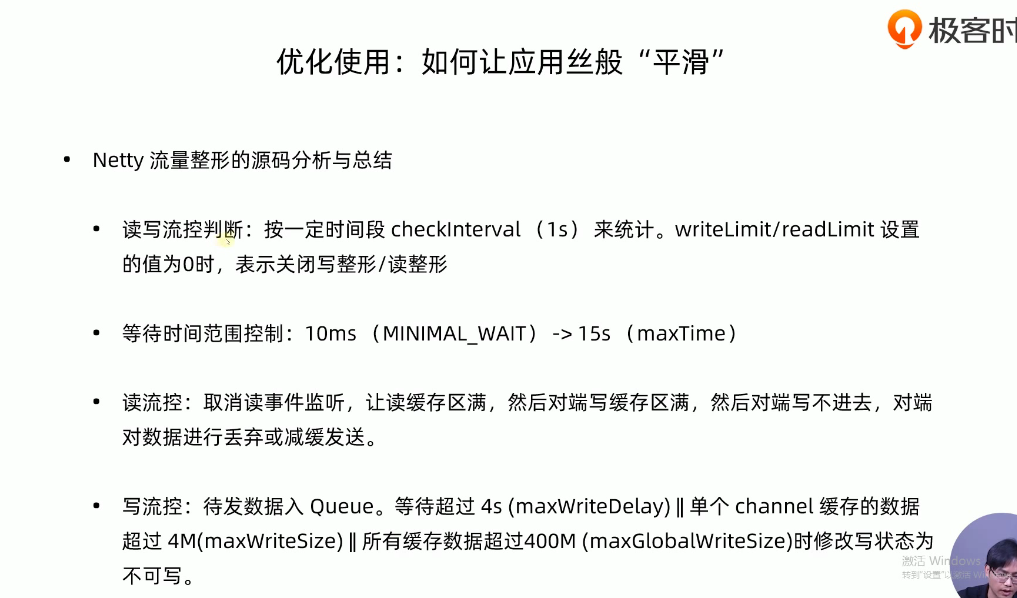 极客时
优化使用：如何让应用丝般“平滑”
• Netty 流量整形的源码分析与总结
• 读写流控判断：按一定时间段 checkInterval （1s） 来统计。writeLimit/readLimit 设置
的值为0时，表示关闭写整形/读整形
• 等待时间范围控制：10ms （MINIMAL_WAIT） -> 15s （maxTime）
• 读流控：取消读事件监听，让读缓存区满，然后对端写缓存区满，然后对端写不进去，对端
对数据进行丢弃或减缓发送。
• 写流控：待发数据入 Queue。等待超过 4s (maxWriteDelay) || 单个 channel 缓存的数据
超过 4M(maxWriteSize) || 所有缓存数据超过400M (maxGlobalWriteSize)时修改写状态为
不可写。
激活 Windows
转到"设置"以激活 W